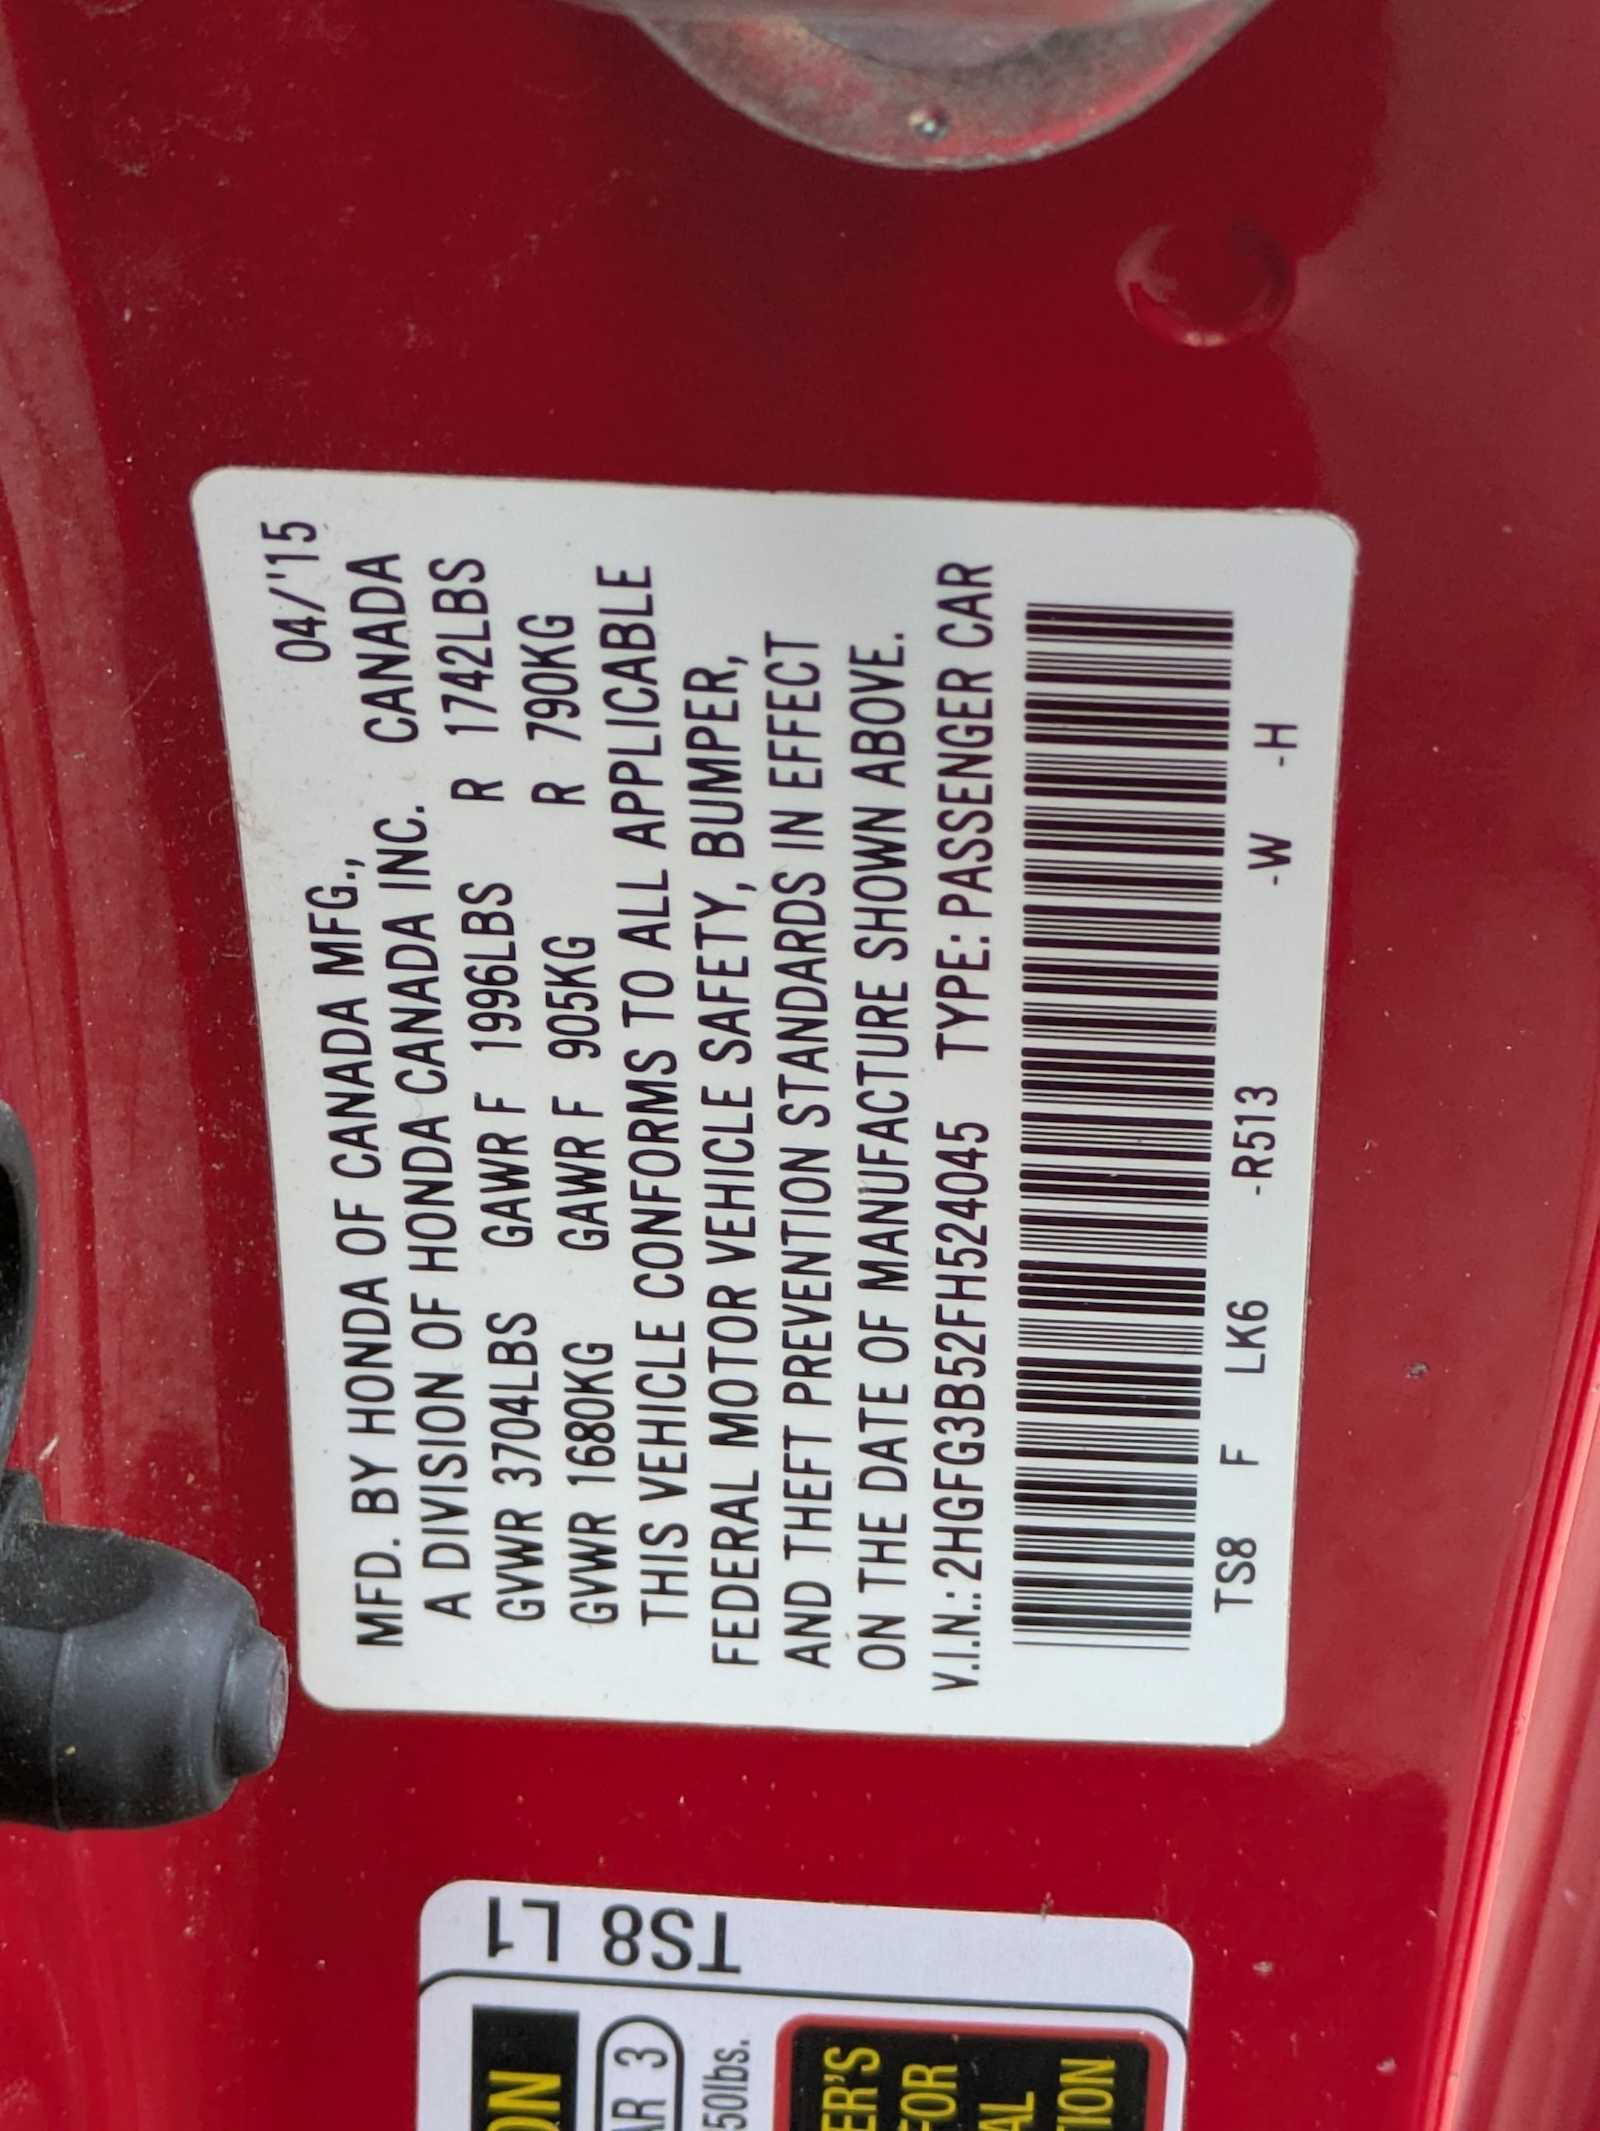 04/'15
MFD. BY HONDA OF CANADA MFG.,
A DIVISION OF HONDA CANADA INC. CANADA
GVWR 3704LBS GAWR F 1996LBS R 1742LBS
GVWR 1680KG GAWR F 905KG R 790KG
THIS VEHICLE CONFORMS TO ALL APPLICABLE
FEDERAL MOTOR VEHICLE SAFETY, BUMPER,
AND THEFT PREVENTION STANDARDS IN EFFECT
ON THE DATE OF MANUFACTURE SHOWN ABOVE.
V.I.N.: 2HGFG3B52FH524045 TYPE: PASSENGER CAR
TS8 F LK6 -R513 -W -H
TS8 L1
3
50lbs.
FOR